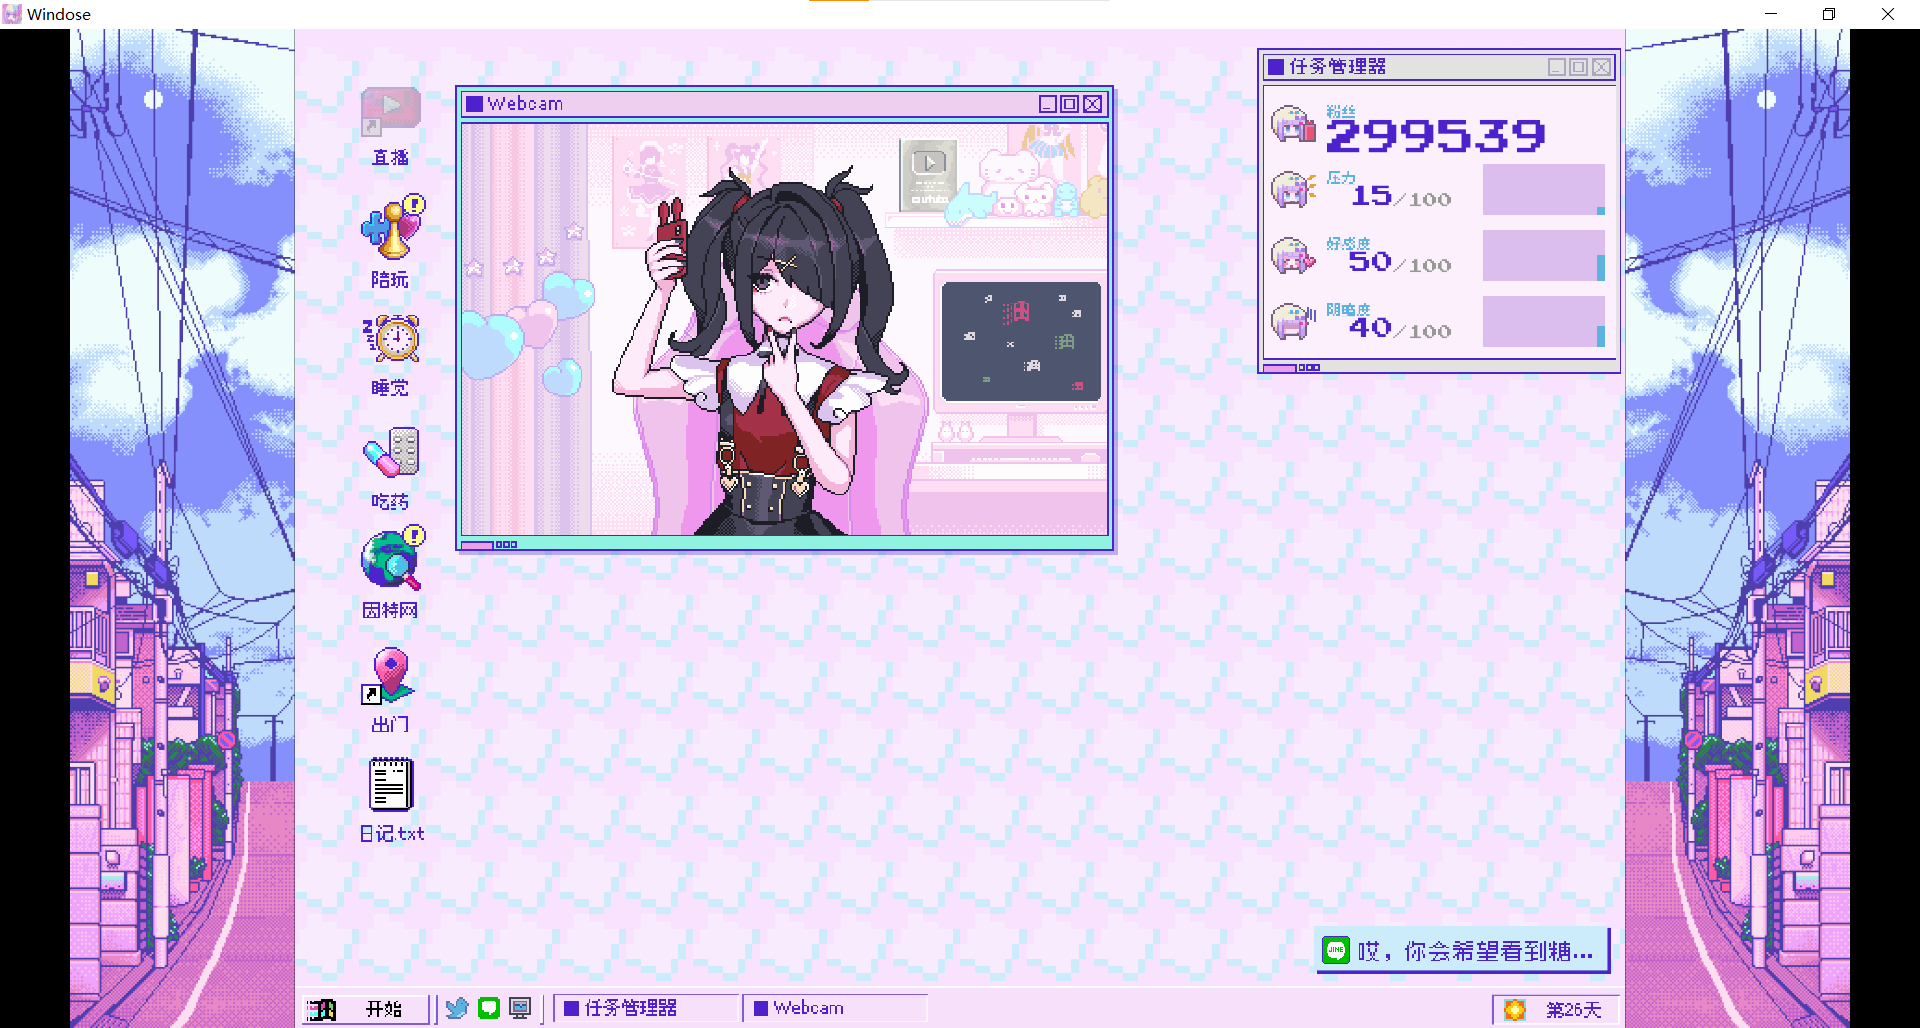 Windose
直播
陪玩
睡觉
吃药
因特网
出门
日记.txt
Webcam
任务管理器
粉丝
299539
压力
15/100
好感度
50/100
阴暗度
40/100
JINE
哎，你会希望看到糖...
开始
任务管理器
Webcam
第26天